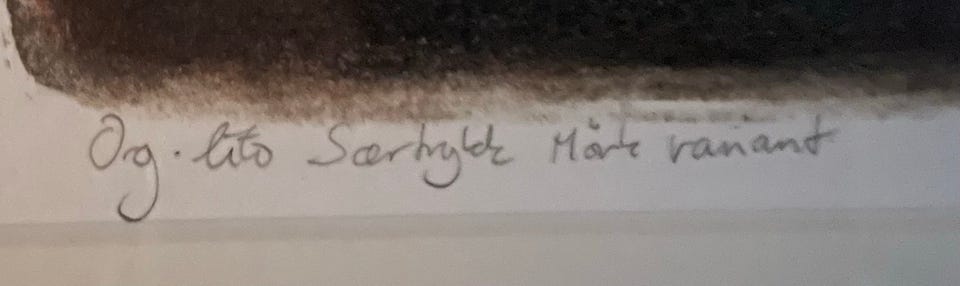 Org. lito Særtrykk Mørk variant